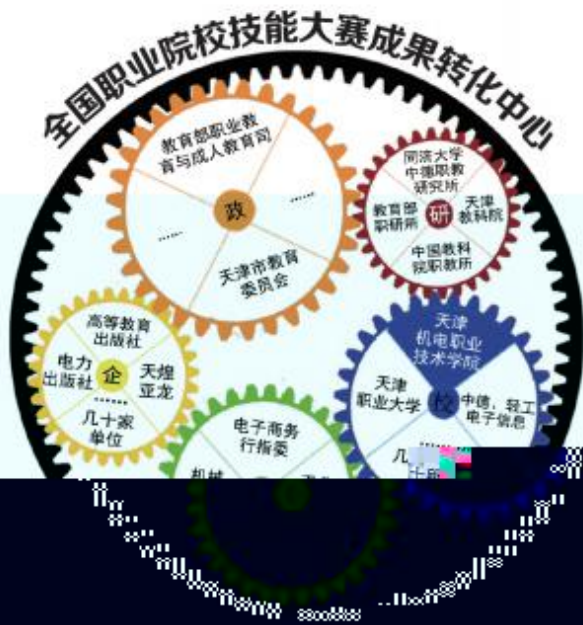 全国职业院校技能大赛成果转化中心
教育部职业教
育与成人教育司
……
……
政
天津市教育
委员会
同济大学
中德职教
研究所
教育部
职研所
研
天津
教科院
中国教科
院职教所
高等教育
出版社
电力
出版社
企
天煌
亚龙
……
几十家
单位
天津
机电职业
技术学院
天津
职业大学
校
中德，轻工
电子信息
……
电子商务
行指委
机械